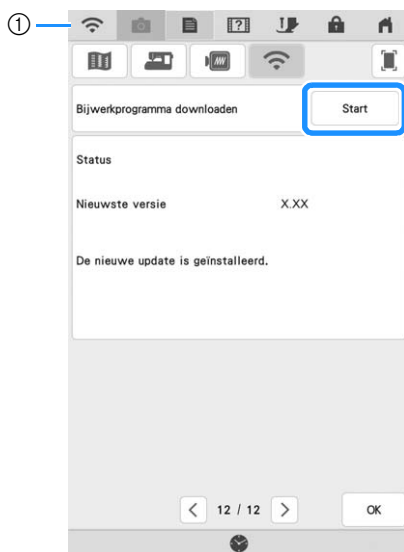 ①
Bijwerkprogramma downloaden Start
Status
Nieuwste versie X.XX
De nieuwe update is geïnstalleerd.
12 / 12 OK